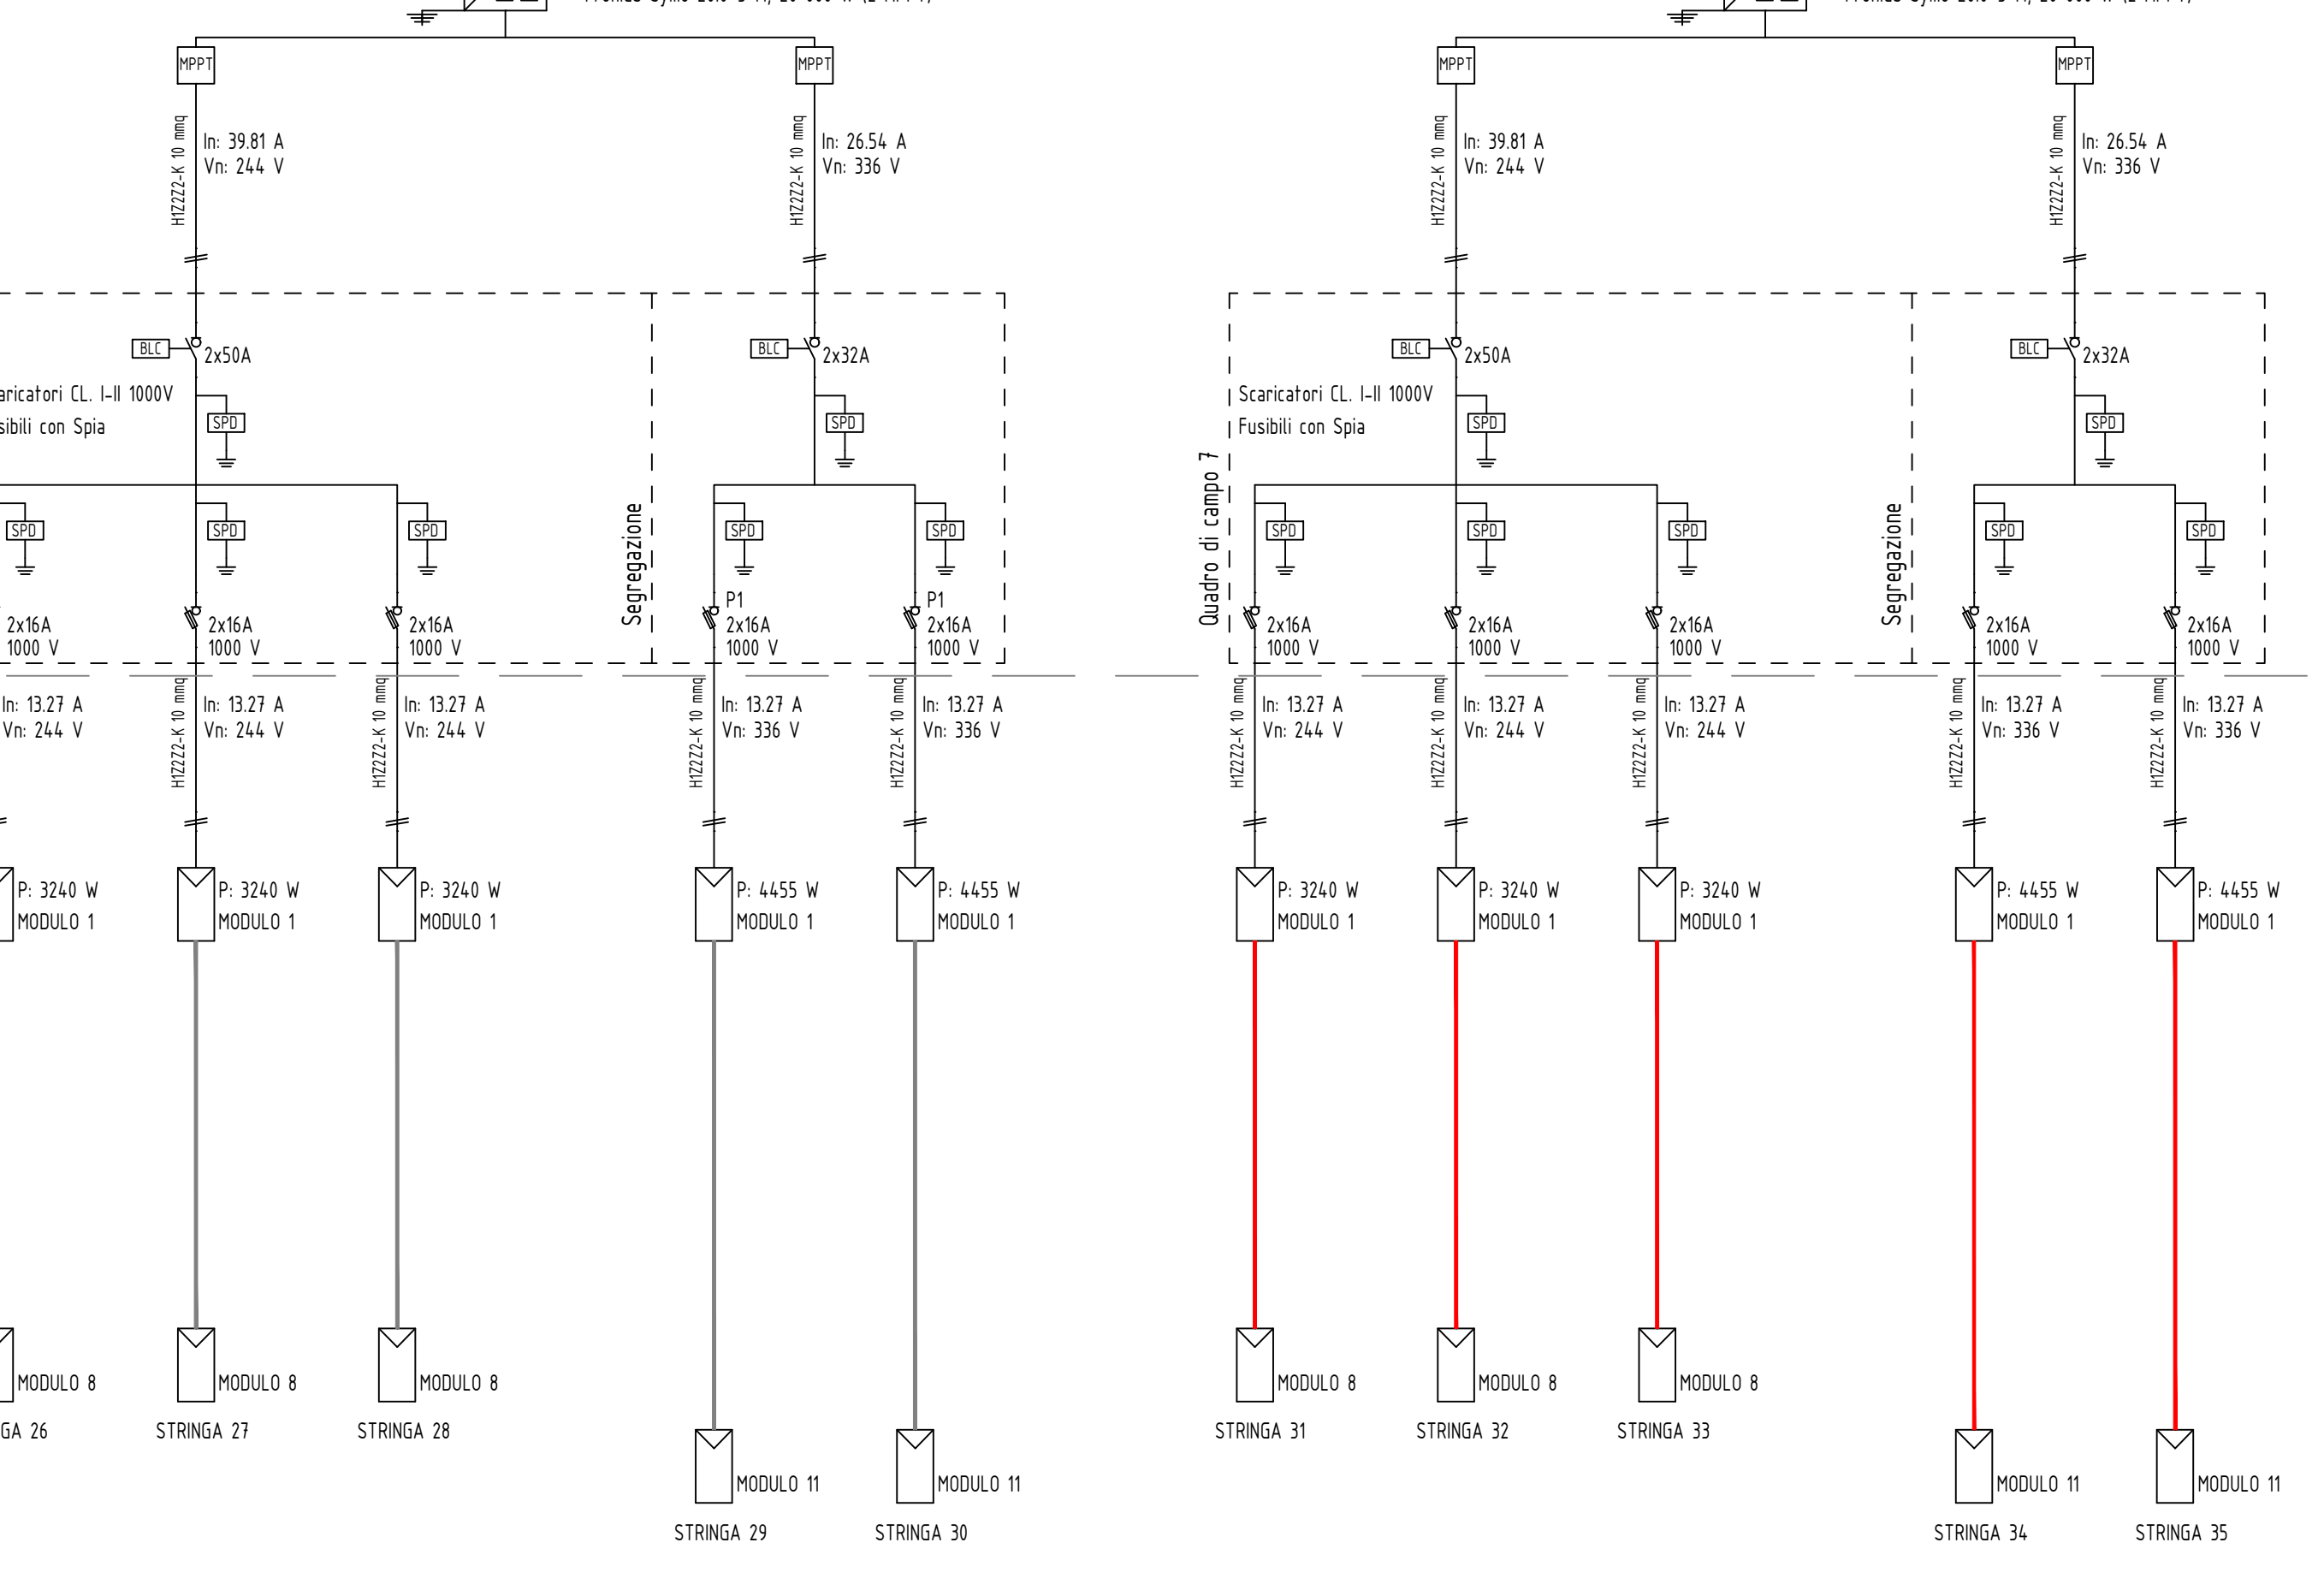 MPPT
MPPT
MPPT
MPPT
H1Z2Z2-K 10 mmq
In: 39.81 A
Vn: 244 V
H1Z2Z2-K 10 mmq
In: 26.54 A
Vn: 336 V
H1Z2Z2-K 10 mmq
In: 39.81 A
Vn: 244 V
H1Z2Z2-K 10 mmq
In: 26.54 A
Vn: 336 V
BLC
2x50A
BLC
2x32A
BLC
2x50A
BLC
2x32A
aricatori CL. I-II 1000V
sibili con Spia
SPD
SPD
Scaricatori CL. I-II 1000V
Fusibili con Spia
SPD
SPD
Segregazione
Quadro di campo 7
Segregazione
SPD
SPD
SPD
SPD
SPD
SPD
SPD
SPD
SPD
SPD
P1
P1
2x16A
1000 V
2x16A
1000 V
2x16A
1000 V
2x16A
1000 V
2x16A
1000 V
2x16A
1000 V
2x16A
1000 V
2x16A
1000 V
2x16A
1000 V
2x16A
1000 V
In: 13.27 A
Vn: 244 V
H1Z2Z2-K 10 mmq
In: 13.27 A
Vn: 244 V
H1Z2Z2-K 10 mmq
In: 13.27 A
Vn: 244 V
H1Z2Z2-K 10 mmq
In: 13.27 A
Vn: 336 V
H1Z2Z2-K 10 mmq
In: 13.27 A
Vn: 336 V
H1Z2Z2-K 10 mmq
In: 13.27 A
Vn: 244 V
H1Z2Z2-K 10 mmq
In: 13.27 A
Vn: 244 V
H1Z2Z2-K 10 mmq
In: 13.27 A
Vn: 244 V
H1Z2Z2-K 10 mmq
In: 13.27 A
Vn: 336 V
H1Z2Z2-K 10 mmq
In: 13.27 A
Vn: 336 V
P: 3240 W
MODULO 1
P: 3240 W
MODULO 1
P: 3240 W
MODULO 1
P: 4455 W
MODULO 1
P: 4455 W
MODULO 1
P: 3240 W
MODULO 1
P: 3240 W
MODULO 1
P: 3240 W
MODULO 1
P: 4455 W
MODULO 1
P: 4455 W
MODULO 1
MODULO 8
MODULO 8
MODULO 8
MODULO 8
MODULO 8
MODULO 8
GA 26
STRINGA 27
STRINGA 28
STRINGA 31
STRINGA 32
STRINGA 33
MODULO 11
MODULO 11
MODULO 11
MODULO 11
STRINGA 29
STRINGA 30
STRINGA 34
STRINGA 35